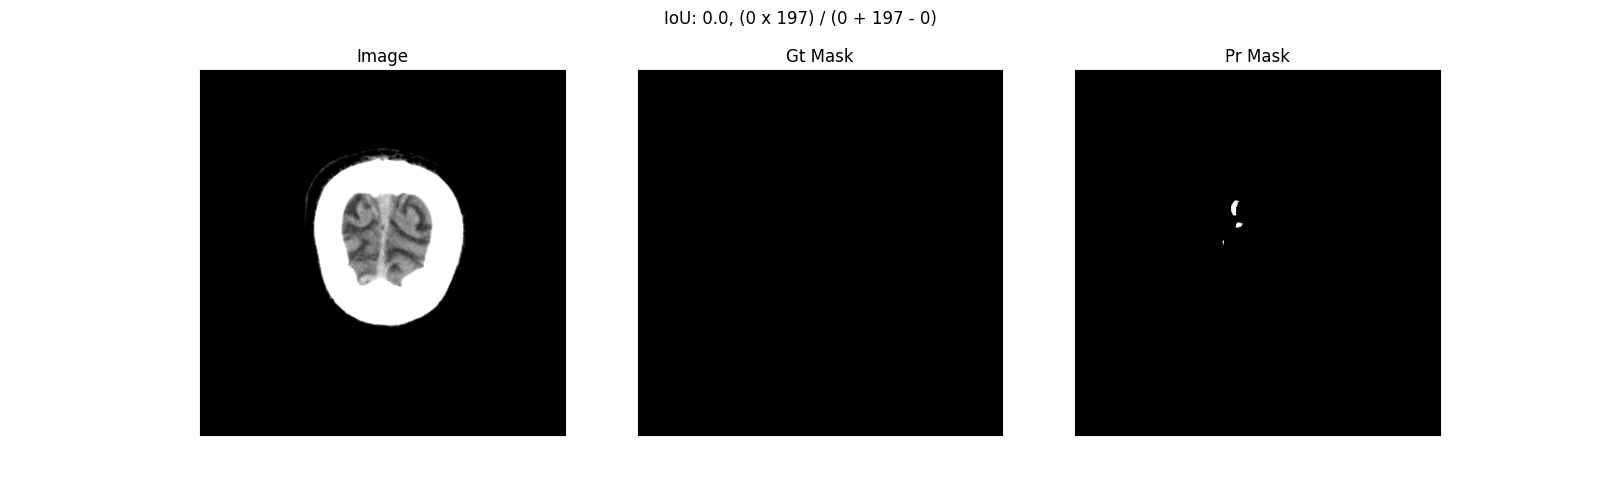 IoU: 0.0, (0 x 197) / (0 + 197 - 0)
Image
Gt Mask
Pr Mask